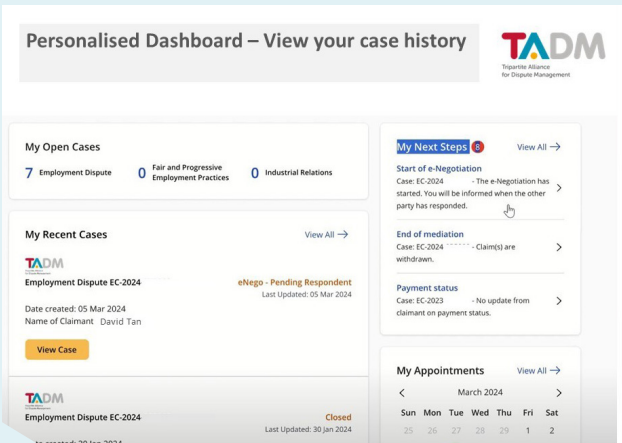 Personalised Dashboard – View your case history
TADM
Tripartite Alliance
for Dispute Management
My Open Cases
7 Employment Dispute
0 Fair and Progressive
Employment Practices
0 Industrial Relations
My Recent Cases
View All →
TADM
Employment Dispute EC-2024
eNego - Pending Respondent
Last Updated: 05 Mar 2024
Date created: 05 Mar 2024
Name of Claimant David Tan
View Case
TADM
Employment Dispute EC-2024
Closed
Last Updated: 30 Jan 2024
My Next Steps 8
View All →
Start of e-Negotiation
Case: EC-2024 - The e-Negotiation has
started. You will be informed when the other
party has responded.
End of mediation
Case: EC-2024 - Claim(s) are
withdrawn.
Payment status
Case: EC-2023 - No update from
claimant on payment status.
My Appointments
View All →
March 2024
Sun Mon Tue Wed Thu Fri Sat
25 26 27 28 29 1 2